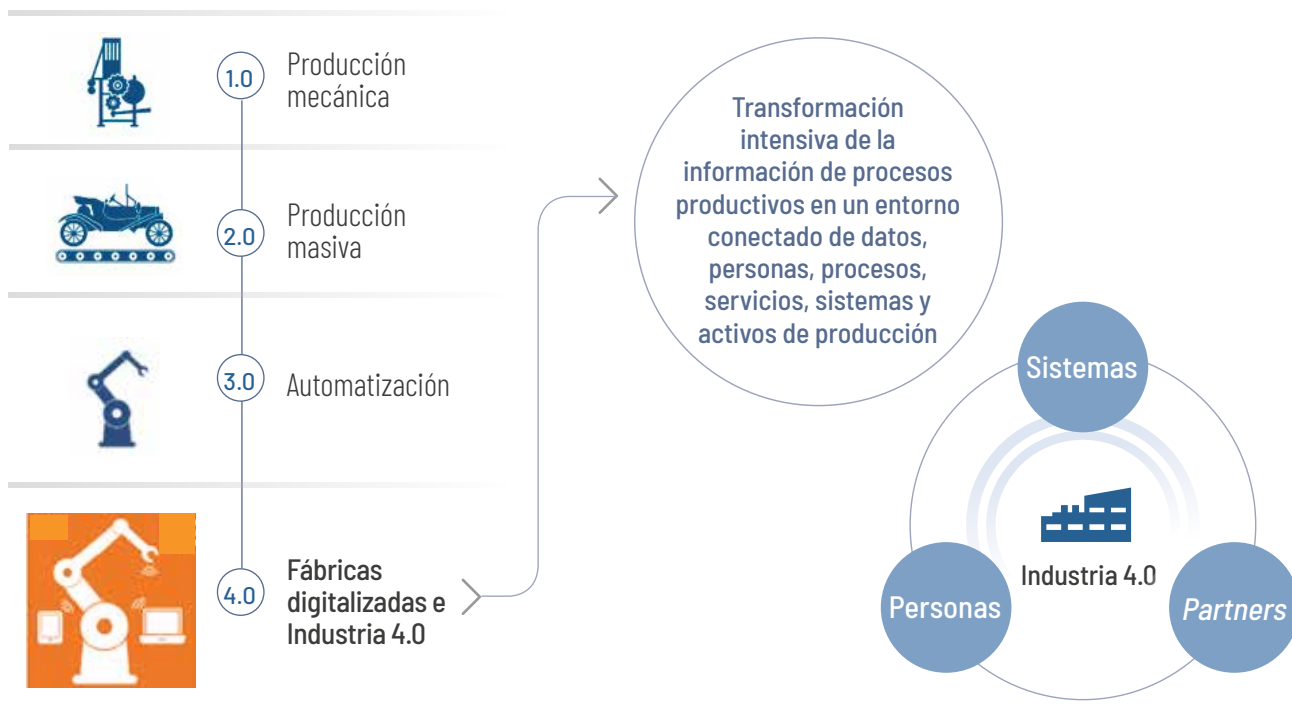 1.0
Producción
mecánica
2.0
Producción
masiva
3.0
Automatización
4.0
Fábricas
digitalizadas e
Industria 4.0
Transformación
intensiva de la
información de procesos
productivos en un entorno
conectado de datos,
personas, procesos,
servicios, sistemas y
activos de producción
Sistemas
Industria 4.0
Personas
Partners